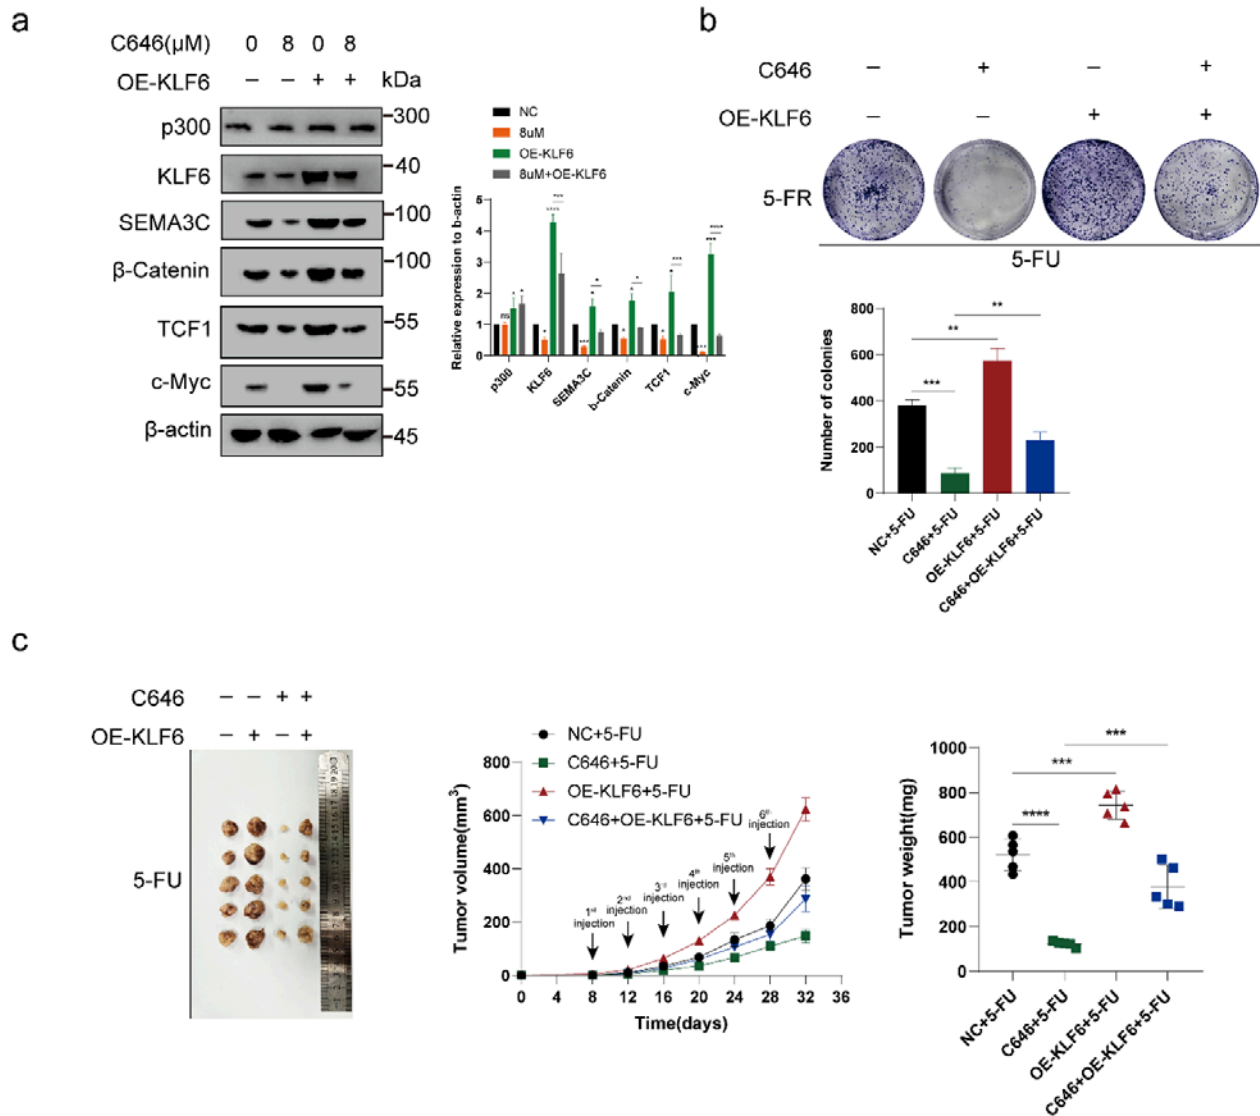 a
C646(μM) 0 8 0 8
OE-KLF6 − − + + kDa
p300 300
KLF6 40
SEMA3C 100
β-Catenin 100
TCF1 55
c-Myc 55
β-actin 45
NC
8uM
OE-KLF6
8uM+OE-KLF6
Relative expression to b-actin
5
4
3
2
1
0
ns
p300 KLF6 SEMA3C b-Catenin TCF1 c-Myc
b
C646 − + − +
OE-KLF6 − − + +
5-FR
5-FU
Number of colonies
800
600
400
200
0
***
**
**
NC+5-FU
C646+5-FU
OE-KLF6+5-FU
C646+OE-KLF6+5-FU
c
C646 − − + +
OE-KLF6 − + − +
5-FU
NC+5-FU
C646+5-FU
OE-KLF6+5-FU
C646+OE-KLF6+5-FU
Tumor volume(mm³)
800
600
400
200
0
1st injection
2nd injection
3rd injection
4th injection
5th injection
6th injection
0 4 8 12 16 20 24 28 32 36
Time(days)
Tumor weight(mg)
1000
800
600
400
200
0
****
***
***
NC+5-FU
C646+5-FU
OE-KLF6+5-FU
C646+OE-KLF6+5-FU